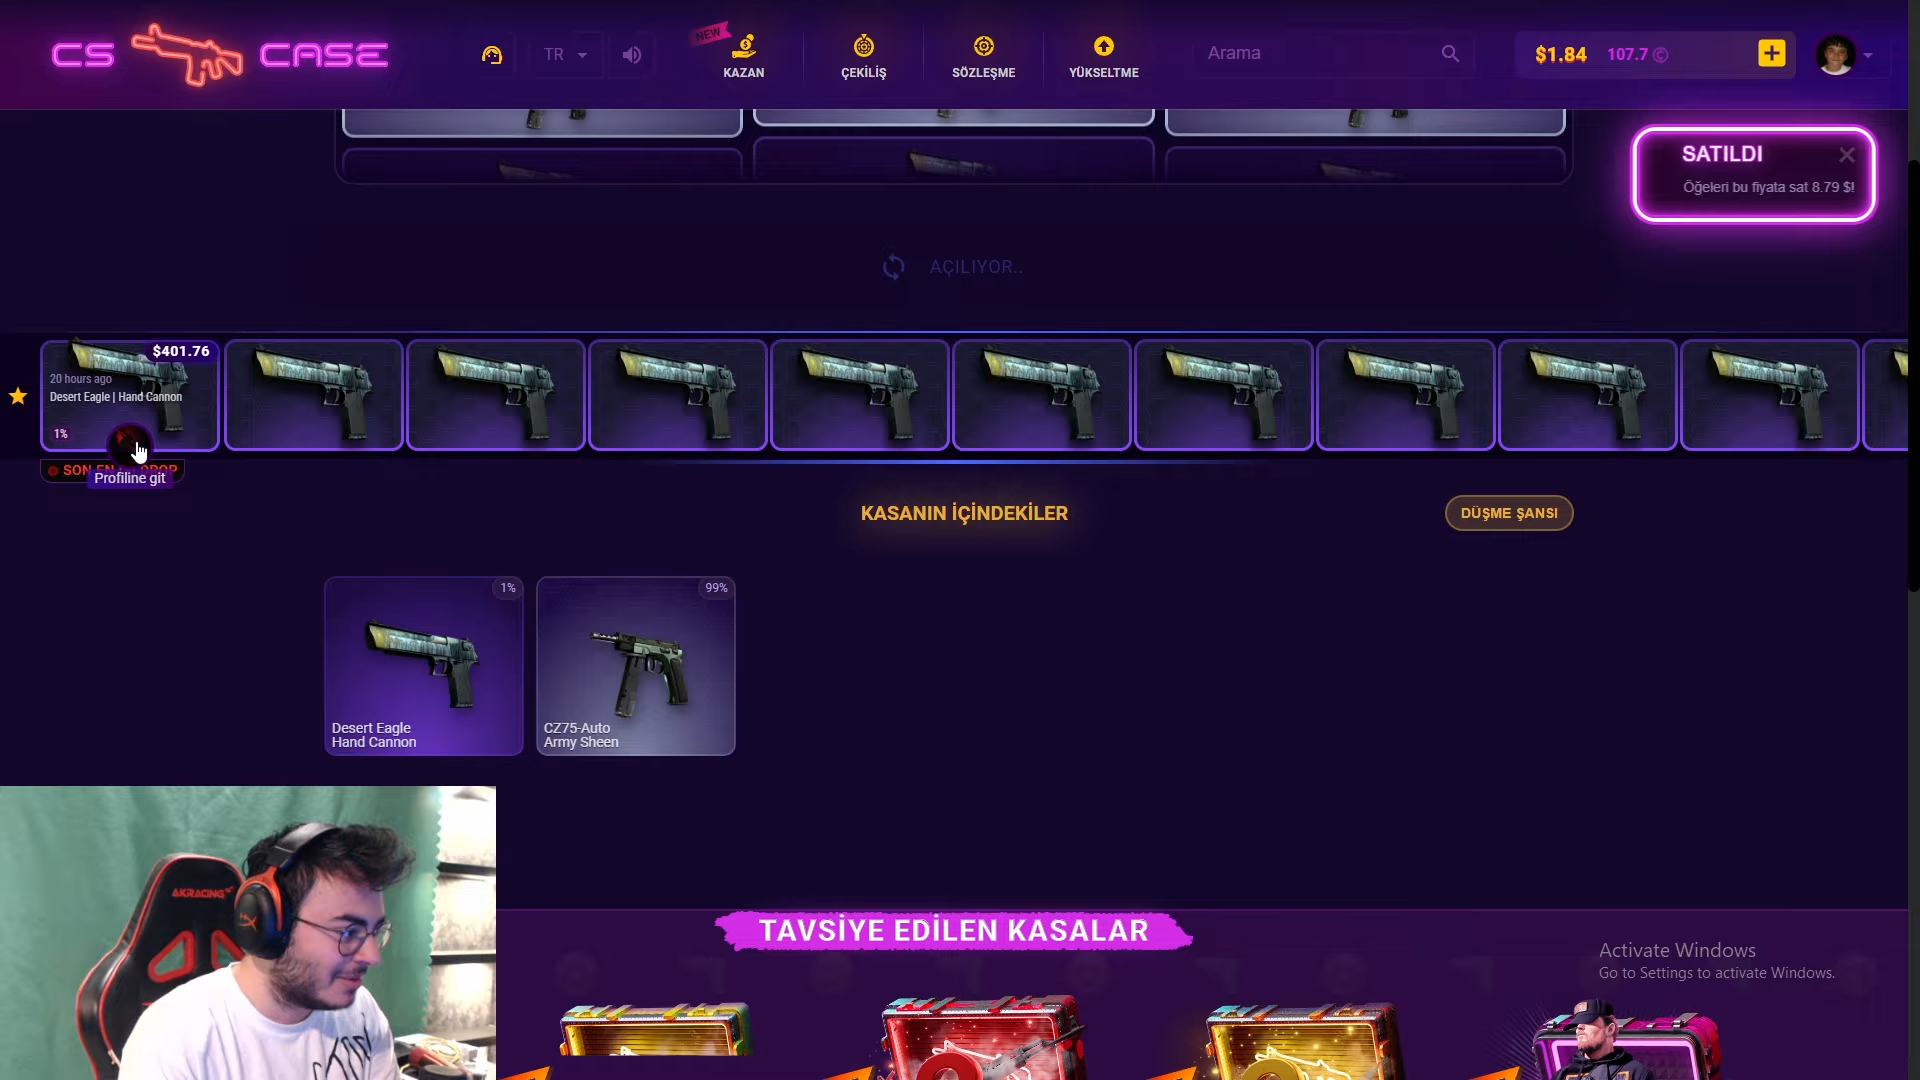 CS CASE
TR
NEW
KAZAN
ÇEKİLİŞ
SÖZLEŞME
YÜKSELTME
Arama
$1.84
107.7
SATILDI
Öğeleri bu fiyata sat 8.79 $!
AÇILIYOR..
$401.76
20 hours ago
Desert Eagle | Hand Cannon
1%
SON EN
DROP
Profiline git
KASANIN İÇİNDEKİLER
DÜŞME ŞANSI
1%
99%
Desert Eagle
Hand Cannon
CZ75-Auto
Army Sheen
AKRACING
TAVSİYE EDİLEN KASALAR
Activate Windows
Go to Settings to activate Windows.